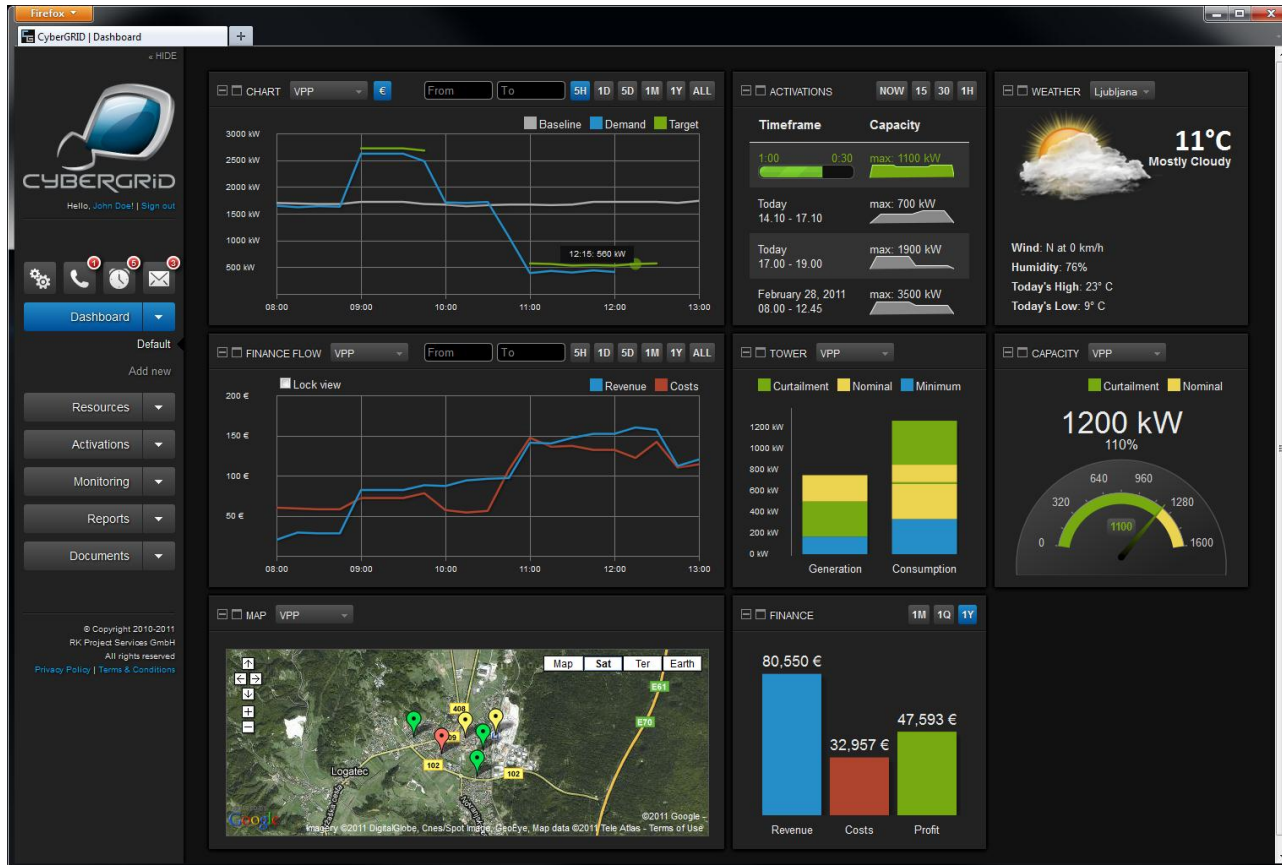 Firefox
CyberGRID | Dashboard
« HIDE
CYBERGRID
Hello, John Doe! | Sign out
1
6
3
Dashboard
Default
Add new
Resources
Activations
Monitoring
Reports
Documents
© Copyright 2010-2011
RK Project Services GmbH
All rights reserved
Privacy Policy | Terms & Conditions
CHART VPP € From To 5H 1D 5D 1M 1Y ALL
Baseline Demand Target
3000 kW
2500 kW
2000 kW
1500 kW
1000 kW
500 kW
12:15: 560 kW
08:00 09:00 10:00 11:00 12:00 13:00
ACTIVATIONS NOW 15 30 1H
Timeframe Capacity
1:00 0:30 max: 1100 kW
Today max: 700 kW
14.10 - 17.10
Today max: 1900 kW
17.00 - 19.00
February 28, 2011 max: 3500 kW
08.00 - 12.45
WEATHER Ljubljana
11°C
Mostly Cloudy
Wind: N at 0 km/h
Humidity: 76%
Today's High: 23° C
Today's Low: 9° C
FINANCE FLOW VPP From To 5H 1D 5D 1M 1Y ALL
Lock view Revenue Costs
200 €
150 €
100 €
50 €
08:00 09:00 10:00 11:00 12:00 13:00
TOWER VPP
Curtailment Nominal Minimum
1200 kW
1000 kW
800 kW
600 kW
400 kW
200 kW
0 kW
Generation Consumption
CAPACITY VPP
Curtailment Nominal
1200 kW
110%
640 960
320 1280
1100
0 1600
MAP VPP
Map Sat Ter Earth
E61
408
E70
409
102
102
Logatec
Google
©2011 Google -
Imagery ©2011 DigitalGlobe, Cnes/Spot Image, GeoEye, Map data ©2011 Tele Atlas - Terms of Use
FINANCE 1M 1Q 1Y
80,550 €
47,593 €
32,957 €
Revenue Costs Profit